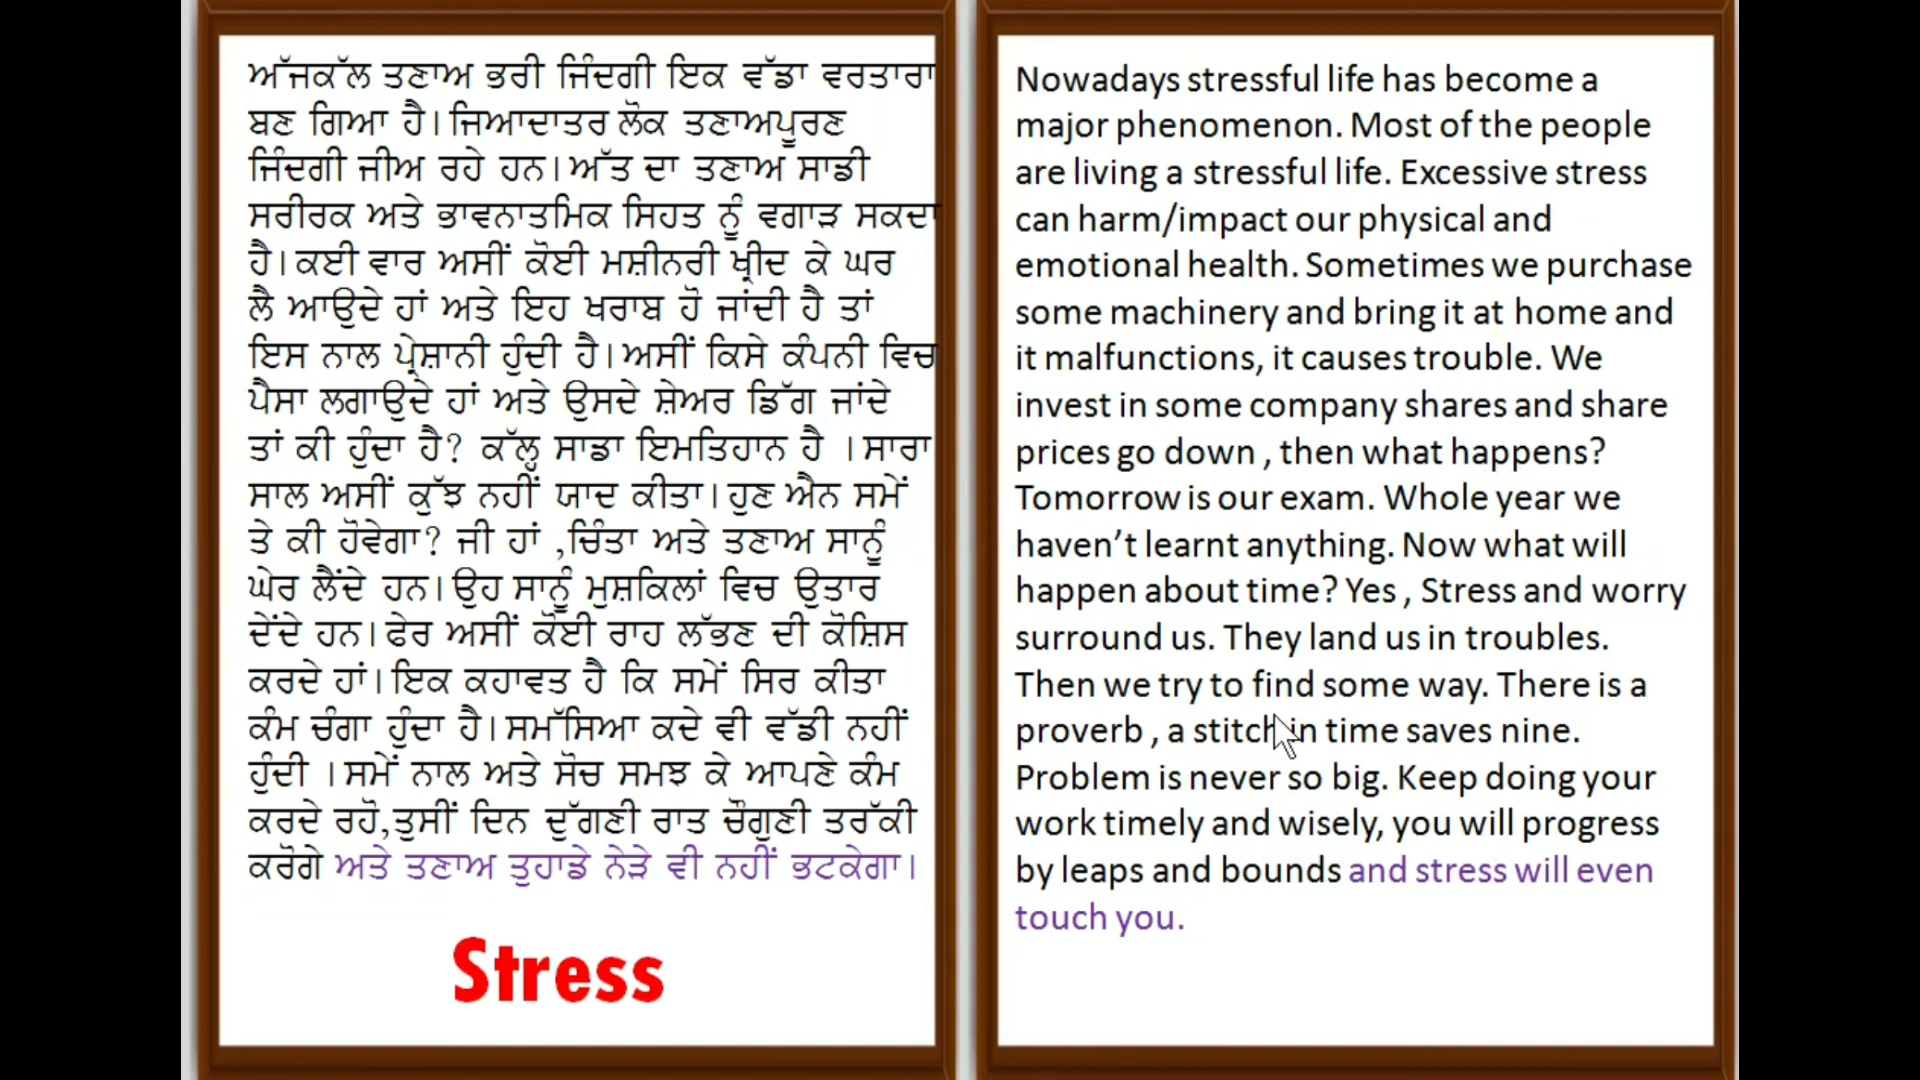 ਅੱਜਕੱਲ ਤਣਾਅ ਭਰੀ ਜਿੰਦਗੀ ਇਕ ਵੱਡਾ ਵਰਤਾਰਾ
ਬਣ ਗਿਆ ਹੈ। ਜਿਆਦਾਤਰ ਲੋਕ ਤਣਾਅਪੂਰਣ
ਜਿੰਦਗੀ ਜੀਅ ਰਹੇ ਹਨ। ਅੱਤ ਦਾ ਤਣਾਅ ਸਾਡੀ
ਸਰੀਰਕ ਅਤੇ ਭਾਵਨਾਤਮਿਕ ਸਿਹਤ ਨੂੰ ਵਗਾੜ ਸਕਦਾ
ਹੈ। ਕਈ ਵਾਰ ਅਸੀਂ ਕੋਈ ਮਸ਼ੀਨਰੀ ਖ੍ਰੀਦ ਕੇ ਘਰ
ਲੈ ਆਉਦੇ ਹਾਂ ਅਤੇ ਇਹ ਖਰਾਬ ਹੋ ਜਾਂਦੀ ਹੈ ਤਾਂ
ਇਸ ਨਾਲ ਪ੍ਰੇਸ਼ਾਨੀ ਹੁੰਦੀ ਹੈ। ਅਸੀਂ ਕਿਸੇ ਕੰਪਨੀ ਵਿਚ
ਪੈਸਾ ਲਗਾਉਦੇ ਹਾਂ ਅਤੇ ਉਸਦੇ ਸ਼ੇਅਰ ਡਿੱਗ ਜਾਂਦੇ
ਤਾਂ ਕੀ ਹੁੰਦਾ ਹੈ? ਕੱਲ੍ਹ ਸਾਡਾ ਇਮਤਿਹਾਨ ਹੈ । ਸਾਰਾ
ਸਾਲ ਅਸੀਂ ਕੁੱਝ ਨਹੀਂ ਯਾਦ ਕੀਤਾ। ਹੁਣ ਐਨ ਸਮੇਂ
ਤੇ ਕੀ ਹੋਵੇਗਾ? ਜੀ ਹਾਂ ,ਚਿੰਤਾ ਅਤੇ ਤਣਾਅ ਸਾਨੂੰ
ਘੇਰ ਲੈਂਦੇ ਹਨ। ਉਹ ਸਾਨੂੰ ਮੁਸ਼ਕਿਲਾਂ ਵਿਚ ਉਤਾਰ
ਦੇਂਦੇ ਹਨ। ਫੇਰ ਅਸੀਂ ਕੋਈ ਰਾਹ ਲੱਭਣ ਦੀ ਕੋਸ਼ਿਸ
ਕਰਦੇ ਹਾਂ। ਇਕ ਕਹਾਵਤ ਹੈ ਕਿ ਸਮੇਂ ਸਿਰ ਕੀਤਾ
ਕੰਮ ਚੰਗਾ ਹੁੰਦਾ ਹੈ। ਸਮੱਸਿਆ ਕਦੇ ਵੀ ਵੱਡੀ ਨਹੀਂ
ਹੁੰਦੀ । ਸਮੇਂ ਨਾਲ ਅਤੇ ਸੋਚ ਸਮਝ ਕੇ ਆਪਣੇ ਕੰਮ
ਕਰਦੇ ਰਹੋ,ਤੁਸੀਂ ਦਿਨ ਦੁੱਗਣੀ ਰਾਤ ਚੌਗੁਣੀ ਤਰੱਕੀ
ਕਰੋਗੇ ਅਤੇ ਤਣਾਅ ਤੁਹਾਡੇ ਨੇੜੇ ਵੀ ਨਹੀਂ ਭਟਕੇਗਾ।
Stress
Nowadays stressful life has become a
major phenomenon. Most of the people
are living a stressful life. Excessive stress
can harm/impact our physical and
emotional health. Sometimes we purchase
some machinery and bring it at home and
it malfunctions, it causes trouble. We
invest in some company shares and share
prices go down , then what happens?
Tomorrow is our exam. Whole year we
haven’t learnt anything. Now what will
happen about time? Yes , Stress and worry
surround us. They land us in troubles.
Then we try to find some way. There is a
proverb , a stitch in time saves nine.
Problem is never so big. Keep doing your
work timely and wisely, you will progress
by leaps and bounds and stress will even
touch you.